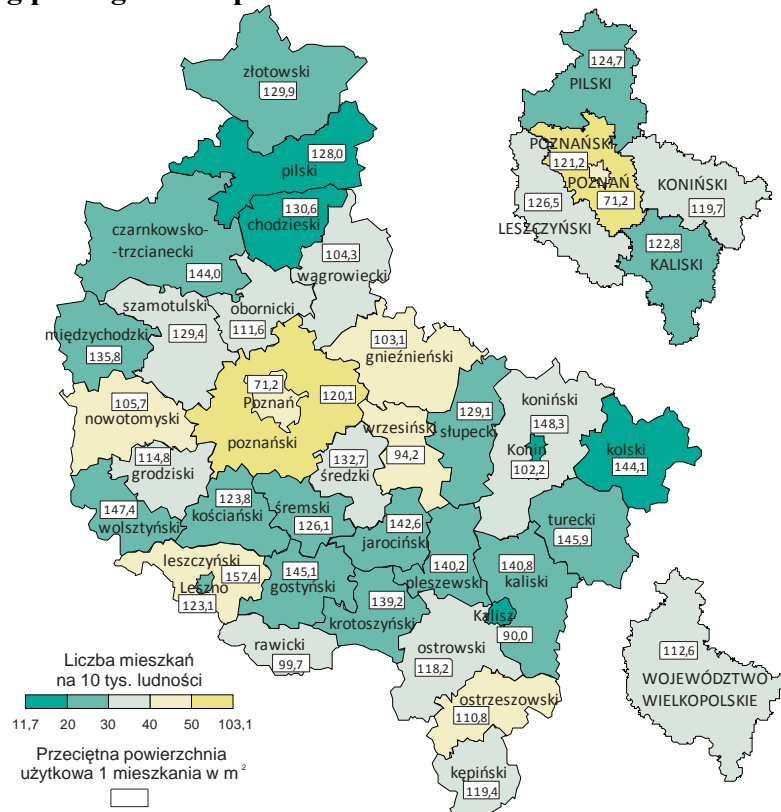 złotowski
129,9
124,7
PILSKI
128,0
pilski
POZNAŃSKI
121,2
POZNAŃ
71,2
KONIŃSKI
119,7
126,5
LESZCZYŃSKI
122,8
KALISKI
130,6
chodzieski
czarnkowsko-
-trzcianecki
144,0
104,3
wągrowiecki
szamotulski
129,4
obornicki
111,6
międzychodzki
135,8
103,1
gnieźnieński
105,7
nowotomyski
71,2
Poznań
120,1
poznański
wrzesiński
94,2
129,1
słupecki
koniński
148,3
Konin
102,2
kolski
144,1
114,8
grodziski
132,7
średzki
147,4
wolsztyński
123,8
kościański
śremski
126,1
142,6
jarociński
turecki
145,9
leszczyński
157,4
Leszno
123,1
145,1
gostyński
140,2
pleszewski
140,8
kaliski
139,2
krotoszyński
Kalisz
90,0
rawicki
99,7
ostrowski
118,2
112,6
WOJEWÓDZTWO
WIELKOPOLSKIE
ostrzeszowski
110,8
kępiński
119,4
Liczba mieszkań
na 10 tys. ludności
11,7 20 30 40 50 103,1
Przeciętna powierzchnia
użytkowa 1 mieszkania w m²